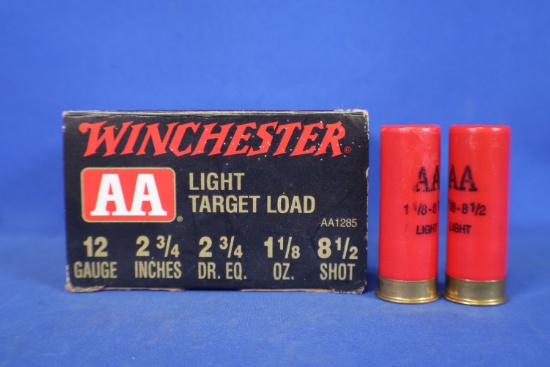 WINCHESTER®
AA®
LIGHT
TARGET LOAD
AA1285
12 2 3/4 2 3/4 1 1/8 8 1/2
GAUGE INCHES DR. EQ. OZ. SHOT
AA
1 1/8-8
LIGHT
AA
/8-8 1/2
LIGHT